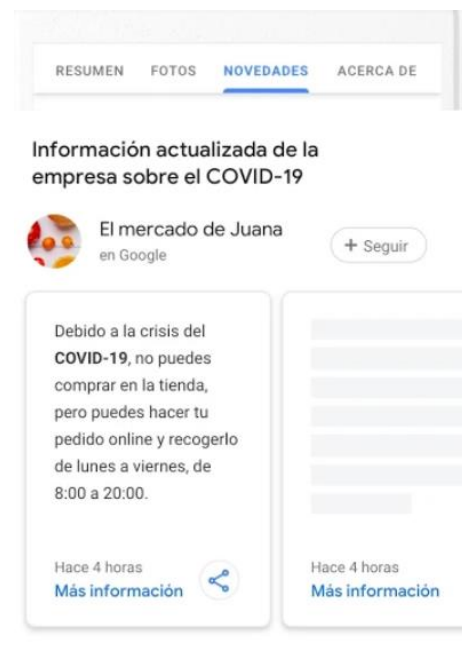 RESUMEN FOTOS NOVEDADES ACERCA DE
Información actualizada de la
empresa sobre el COVID-19
El mercado de Juana
en Google
+ Seguir
Debido a la crisis del
COVID-19, no puedes
comprar en la tienda,
pero puedes hacer tu
pedido online y recogerlo
de lunes a viernes, de
8:00 a 20:00.
Hace 4 horas
Más información
Hace 4 horas
Más información